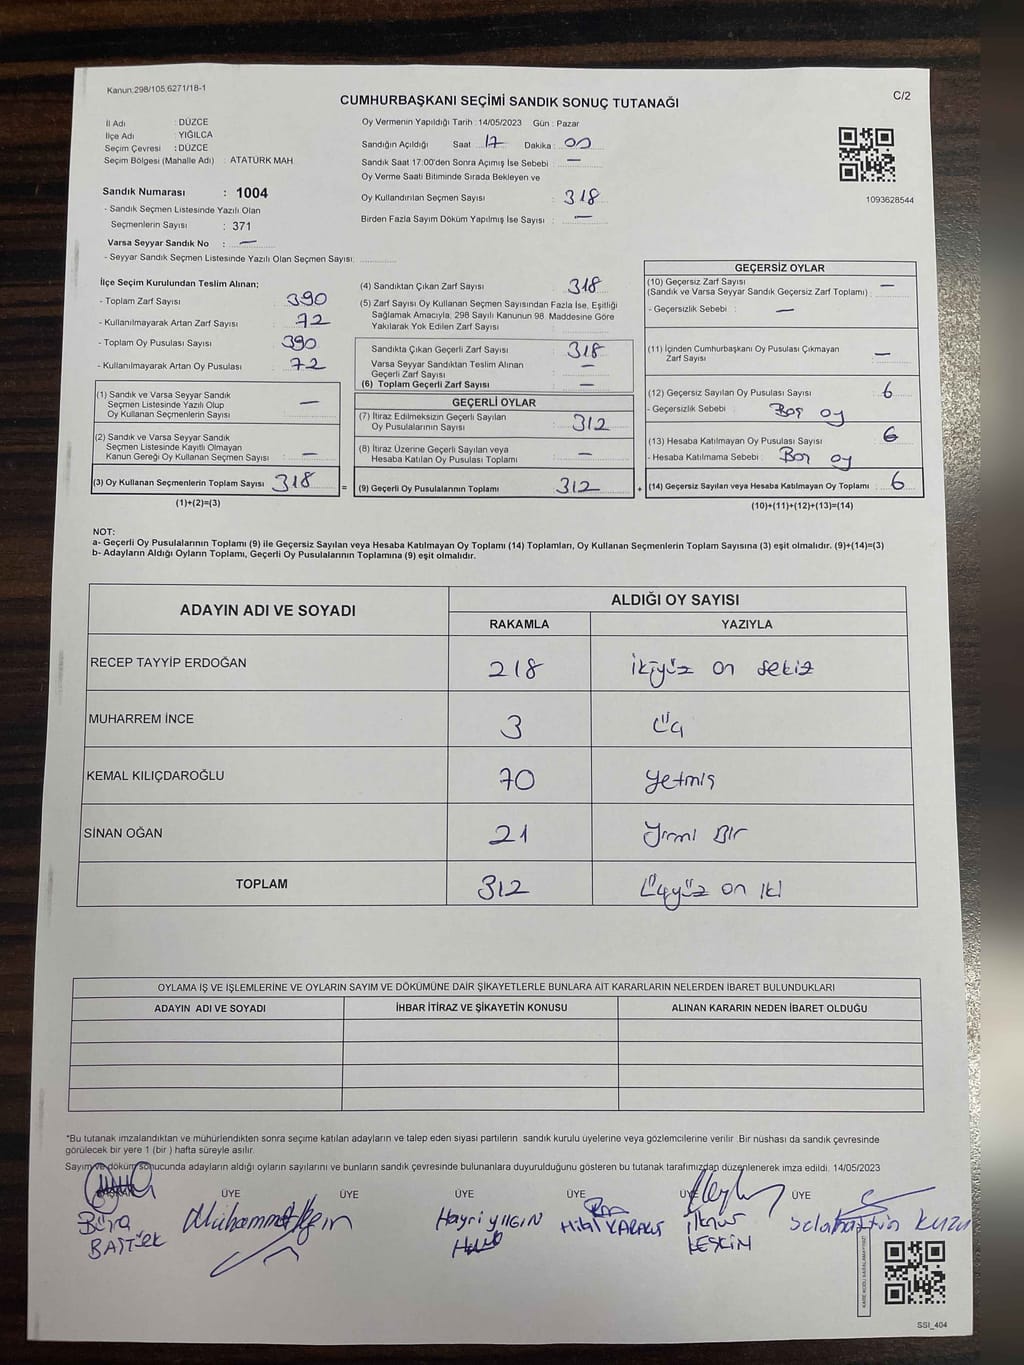 Kanun:298/105,6271/18-1
CUMHURBAŞKANI SEÇİMİ SANDIK SONUÇ TUTANAĞI
C/2
İl Adı : DÜZCE
İlçe Adı : YIĞILCA
Seçim Çevresi : DÜZCE
Seçim Bölgesi (Mahalle Adı) : ATATÜRK MAH
Sandık Numarası : 1004
- Sandık Seçmen Listesinde Yazılı Olan
Seçmenlerin Sayısı : 371
Varsa Seyyar Sandık No : —
- Seyyar Sandık Seçmen Listesinde Yazılı Olan Seçmen Sayısı:
Oy Vermenin Yapıldığı Tarih : 14/05/2023 Gün : Pazar
Sandığın Açıldığı Saat : 17 Dakika : 00
Sandık Saat 17:00'den Sonra Açımış İse Sebebi : —
Oy Verme Saati Bitiminde Sırada Bekleyen ve
Oy Kullandırılan Seçmen Sayısı : 318
Birden Fazla Sayım Döküm Yapılmış İse Sayısı : —
1093628544
İlçe Seçim Kurulundan Teslim Alınan;
- Toplam Zarf Sayısı : 390
- Kullanılmayarak Artan Zarf Sayısı : 72
- Toplam Oy Pusulası Sayısı : 390
- Kullanılmayarak Artan Oy Pusulası : 72
(1) Sandık ve Varsa Seyyar Sandık
Seçmen Listesinde Yazılı Olup
Oy Kullanan Seçmenlerin Sayısı : —
(2) Sandık ve Varsa Seyyar Sandık
Seçmen Listesinde Kayıtlı Olmayan
Kanun Gereği Oy Kullanan Seçmen Sayısı : —
(3) Oy Kullanan Seçmenlerin Toplam Sayısı : 318 =
(1)+(2)=(3)
(4) Sandıktan Çıkan Zarf Sayısı : 318
(5) Zarf Sayısı Oy Kullanan Seçmen Sayısından Fazla İse, Eşitliği
Sağlamak Amacıyla, 298 Sayılı Kanunun 98. Maddesine Göre
Yakılarak Yok Edilen Zarf Sayısı :
Sandıkta Çıkan Geçerli Zarf Sayısı : 318
Varsa Seyyar Sandıktan Teslim Alınan
Geçerli Zarf Sayısı : —
(6) Toplam Geçerli Zarf Sayısı : —
GEÇERLİ OYLAR
(7) İtiraz Edilmeksizin Geçerli Sayılan
Oy Pusulalarının Sayısı : 312
(8) İtiraz Üzerine Geçerli Sayılan veya
Hesaba Katılan Oy Pusulası Toplamı : —
(9) Geçerli Oy Pusulalarının Toplamı : 312 +
GEÇERSİZ OYLAR
(10) Geçersiz Zarf Sayısı
(Sandık ve Varsa Seyyar Sandık Geçersiz Zarf Toplamı) : —
- Geçersizlik Sebebi : —
(11) İçinden Cumhurbaşkanı Oy Pusulası Çıkmayan
Zarf Sayısı : —
(12) Geçersiz Sayılan Oy Pusulası Sayısı : 6
- Geçersizlik Sebebi : Boş oy
(13) Hesaba Katılmayan Oy Pusulası Sayısı : 6
- Hesaba Katılmama Sebebi : Boş oy
(14) Geçersiz Sayılan veya Hesaba Katılmayan Oy Toplamı : 6
(10)+(11)+(12)+(13)=(14)
NOT:
a- Geçerli Oy Pusulalarının Toplamı (9) ile Geçersiz Sayılan veya Hesaba Katılmayan Oy Toplamı (14) Toplamları, Oy Kullanan Seçmenlerin Toplam Sayısına (3) eşit olmalıdır. (9)+(14)=(3)
b- Adayların Aldığı Oyların Toplamı, Geçerli Oy Pusulalarının Toplamına (9) eşit olmalıdır.
ADAYIN ADI VE SOYADI ALDIĞI OY SAYISI
RAKAMLA YAZIYLA
RECEP TAYYİP ERDOĞAN 218 ikiyüz on sekiz
MUHARREM İNCE 3 üç
KEMAL KILIÇDAROĞLU 70 yetmiş
SİNAN OĞAN 21 yirmi Bir
TOPLAM 312 üçyüz on iki
OYLAMA İŞ VE İŞLEMLERİNE VE OYLARIN SAYIM VE DÖKÜMÜNE DAİR ŞİKAYETLERLE BUNLARA AİT KARARLARIN NELERDEN İBARET BULUNDUKLARI
ADAYIN ADI VE SOYADI İHBAR İTİRAZ VE ŞİKAYETİN KONUSU ALINAN KARARIN NEDEN İBARET OLDUĞU
*Bu tutanak imzalandıktan ve mühürlendikten sonra seçime katılan adayların ve talep eden siyasi partilerin sandık kurulu üyelerine veya gözlemcilerine verilir. Bir nüshası da sandık çevresinde
görülecek bir yere 1 (bir) hafta süreyle asılır.
Sayım ve döküm sonucunda adayların aldığı oyların sayılarını ve bunların sandık çevresinde bulunanlara duyurulduğunu gösteren bu tutanak tarafımızdan düzenlenerek imza edildi. 14/05/2023
ÜYE ÜYE ÜYE ÜYE ÜYE ÜYE
Büra Muhammet Hayri YILGIN Hilal KARAKUŞ İlknur KESKİN Selahattin KUZU
SSI_404